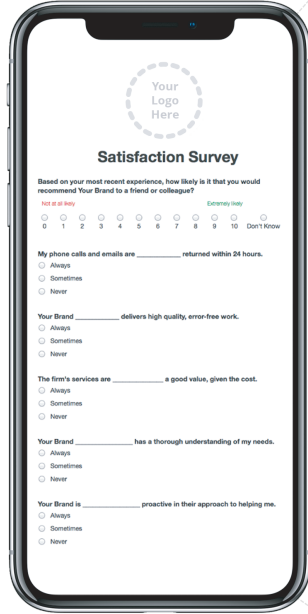 Your
Logo
Here
Satisfaction Survey
Based on your most recent experience, how likely is it that you would
recommend Your Brand to a friend or colleague?
Not at all likely Extremely likely
0 1 2 3 4 5 6 7 8 9 10 Don't Know
My phone calls and emails are ____________ returned within 24 hours.
Always
Sometimes
Never
Your Brand ____________ delivers high quality, error-free work.
Always
Sometimes
Never
The firm's services are ______________ a good value, given the cost.
Always
Sometimes
Never
Your Brand _______________ has a thorough understanding of my needs.
Always
Sometimes
Never
Your Brand is ________________ proactive in their approach to helping me.
Always
Sometimes
Never